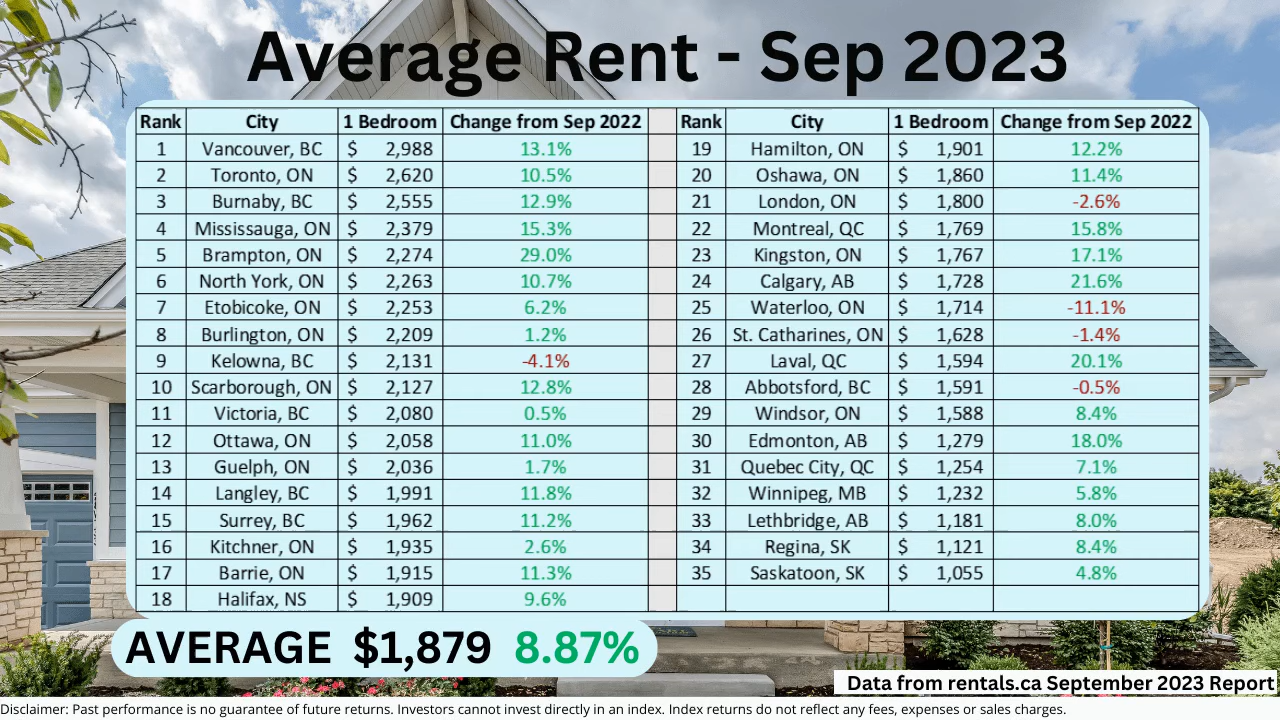 Average Rent - Sep 2023
Rank City 1 Bedroom Change from Sep 2022 Rank City 1 Bedroom Change from Sep 2022
1 Vancouver, BC $ 2,988 13.1% 19 Hamilton, ON $ 1,901 12.2%
2 Toronto, ON $ 2,620 10.5% 20 Oshawa, ON $ 1,860 11.4%
3 Burnaby, BC $ 2,555 12.9% 21 London, ON $ 1,800 -2.6%
4 Mississauga, ON $ 2,379 15.3% 22 Montreal, QC $ 1,769 15.8%
5 Brampton, ON $ 2,274 29.0% 23 Kingston, ON $ 1,767 17.1%
6 North York, ON $ 2,263 10.7% 24 Calgary, AB $ 1,728 21.6%
7 Etobicoke, ON $ 2,253 6.2% 25 Waterloo, ON $ 1,714 -11.1%
8 Burlington, ON $ 2,209 1.2% 26 St. Catharines, ON $ 1,628 -1.4%
9 Kelowna, BC $ 2,131 -4.1% 27 Laval, QC $ 1,594 20.1%
10 Scarborough, ON $ 2,127 12.8% 28 Abbotsford, BC $ 1,591 -0.5%
11 Victoria, BC $ 2,080 0.5% 29 Windsor, ON $ 1,588 8.4%
12 Ottawa, ON $ 2,058 11.0% 30 Edmonton, AB $ 1,279 18.0%
13 Guelph, ON $ 2,036 1.7% 31 Quebec City, QC $ 1,254 7.1%
14 Langley, BC $ 1,991 11.8% 32 Winnipeg, MB $ 1,232 5.8%
15 Surrey, BC $ 1,962 11.2% 33 Lethbridge, AB $ 1,181 8.0%
16 Kitchner, ON $ 1,935 2.6% 34 Regina, SK $ 1,121 8.4%
17 Barrie, ON $ 1,915 11.3% 35 Saskatoon, SK $ 1,055 4.8%
18 Halifax, NS $ 1,909 9.6%
AVERAGE $1,879 8.87%
Data from rentals.ca September 2023 Report
Disclaimer: Past performance is no guarantee of future returns. Investors cannot invest directly in an index. Index returns do not reflect any fees, expenses or sales charges.